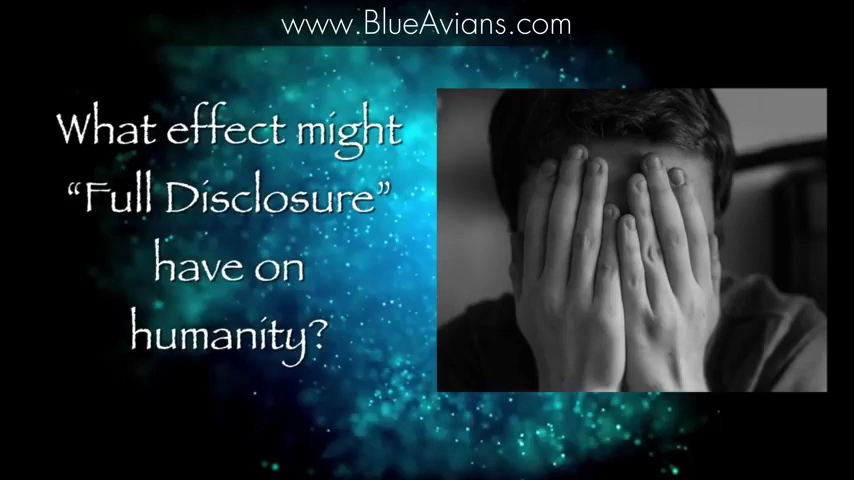 www.BlueAvians.com
What effect might
“Full Disclosure”
have on
humanity?